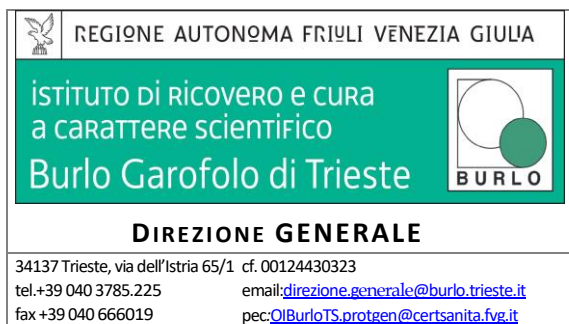 REGIONE AUTONOMA FRIULI VENEZIA GIULIA
istituto di ricovero e cura
a carattere scientifico
Burlo Garofolo di Trieste
BURLO
DIREZIONE GENERALE
34137 Trieste, via dell'Istria 65/1 cf. 00124430323
tel.+39 040 3785.225 email:direzione.generale@burlo.trieste.it
fax +39 040 666019 pec:OIBurloTS.protgen@certsanita.fvg.it